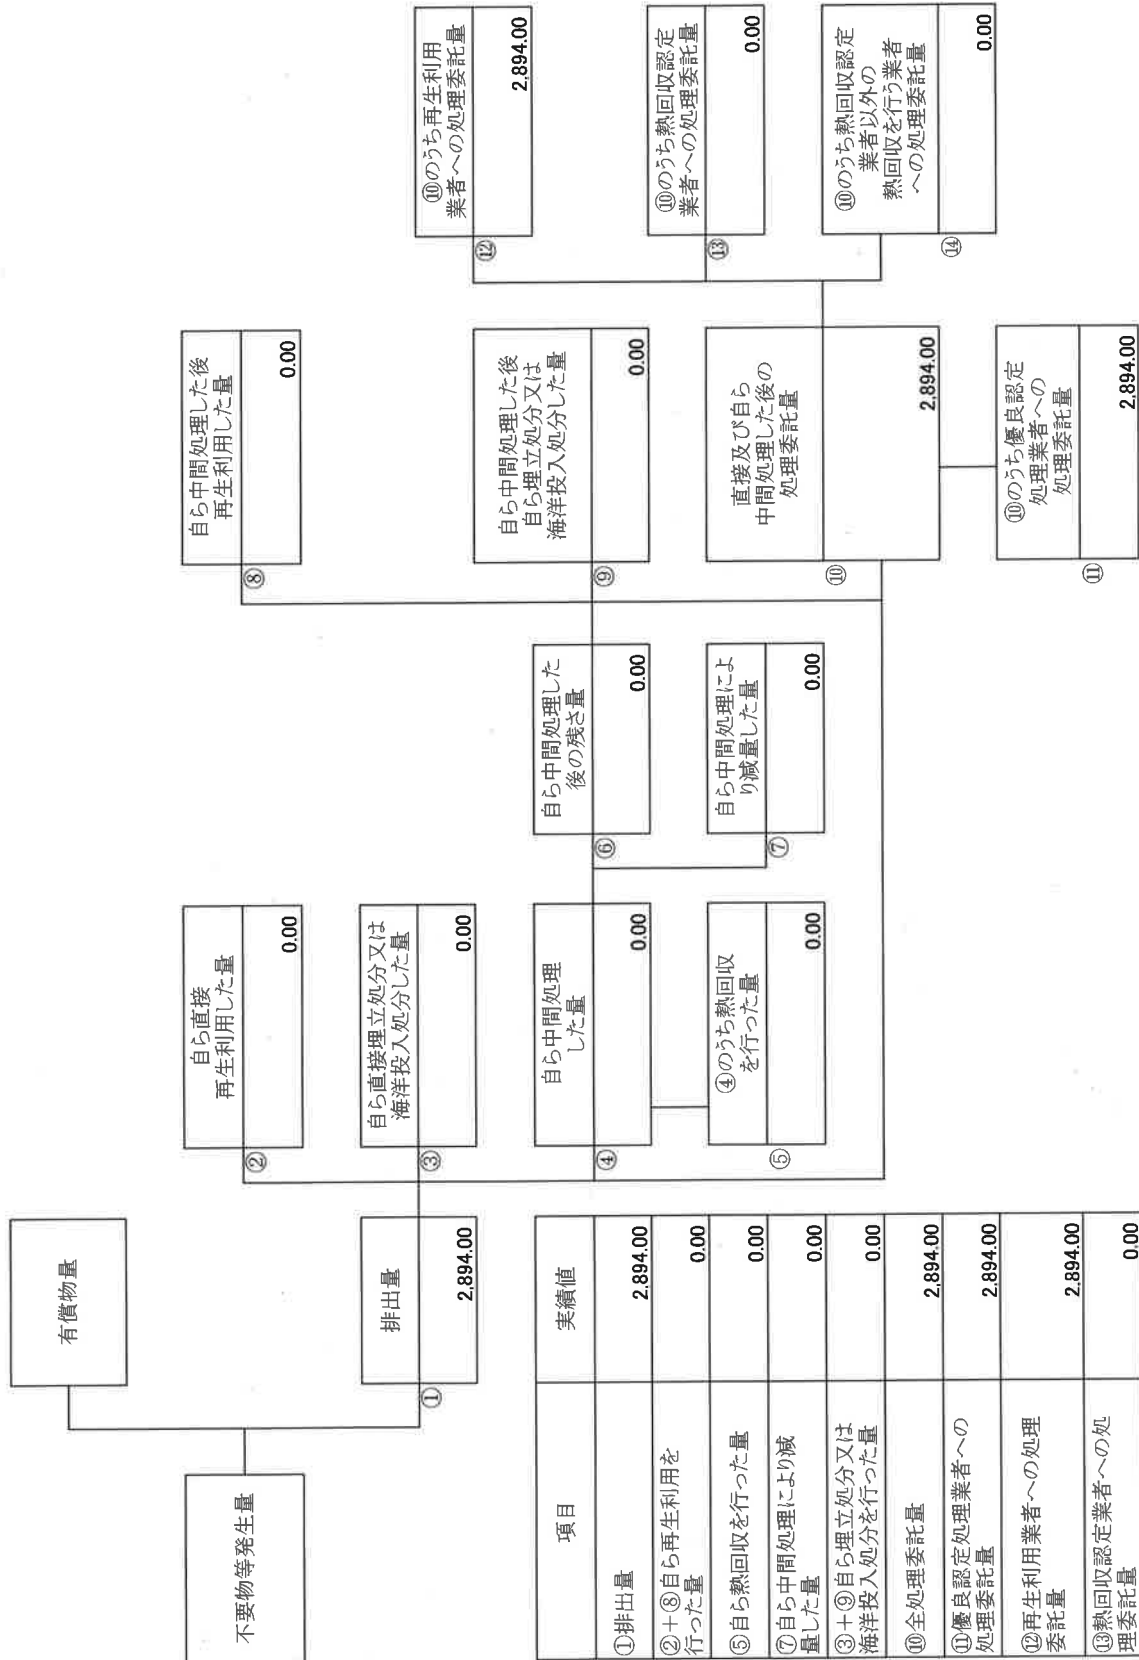 不要物等発生量
有償物量
排出量
①
2,894.00
自ら直接
再生利用した量
②
0.00
自ら直接埋立処分又は
海洋投入処分した量
③
0.00
自ら中間処理
した量
④
0.00
④のうち熱回収
を行った量
⑤
0.00
自ら中間処理した
後の残さ量
⑥
0.00
自ら中間処理によ
り減量した量
⑦
0.00
自ら中間処理した後
再生利用した量
⑧
0.00
自ら中間処理した後
自ら埋立処分又は
海洋投入処分した量
⑨
0.00
直接及び自ら
中間処理した後の
処理委託量
⑩
2,894.00
⑩のうち優良認定
処理業者への
処理委託量
⑪
2,894.00
⑩のうち再生利用
業者への処理委託量
⑫
2,894.00
⑩のうち熱回収認定
業者への処理委託量
⑬
0.00
⑩のうち熱回収認定
業者以外の
熱回収を行う業者
への処理委託量
⑭
0.00
項目 実績値
①排出量 2,894.00
②＋⑧自ら再生利用を
行った量 0.00
⑤自ら熱回収を行った量 0.00
⑦自ら中間処理により減
量した量 0.00
③＋⑨自ら埋立処分又は
海洋投入処分を行った量 0.00
⑩全処理委託量 2,894.00
⑪優良認定処理業者への
処理委託量 2,894.00
⑫再生利用業者への処理
委託量 2,894.00
⑬熱回収認定業者への処
理委託量 0.00